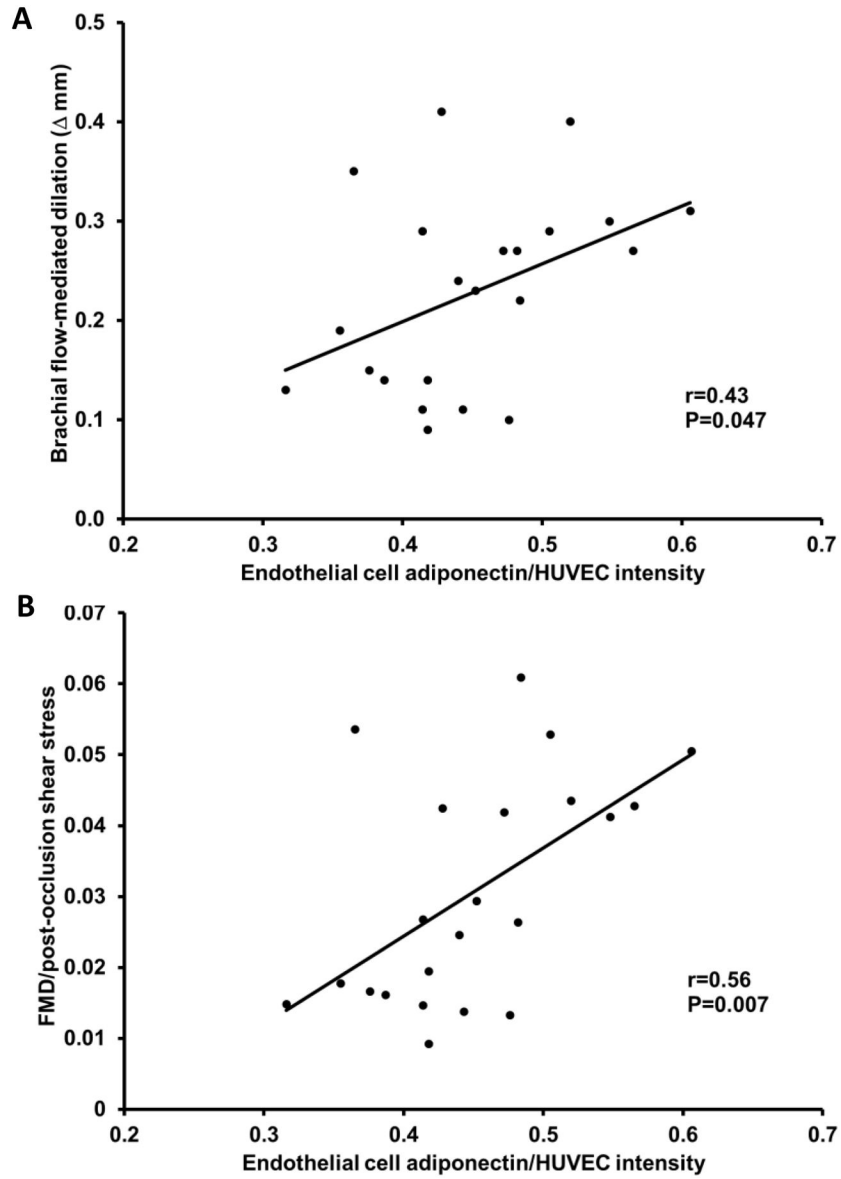 A
0.5
0.4
0.3
0.2
0.1
0.0
Brachial flow-mediated dilation (Δ mm)
r=0.43
P=0.047
0.2 0.3 0.4 0.5 0.6 0.7
Endothelial cell adiponectin/HUVEC intensity
B
0.07
0.06
0.05
0.04
0.03
0.02
0.01
0
FMD/post-occlusion shear stress
r=0.56
P=0.007
0.2 0.3 0.4 0.5 0.6 0.7
Endothelial cell adiponectin/HUVEC intensity